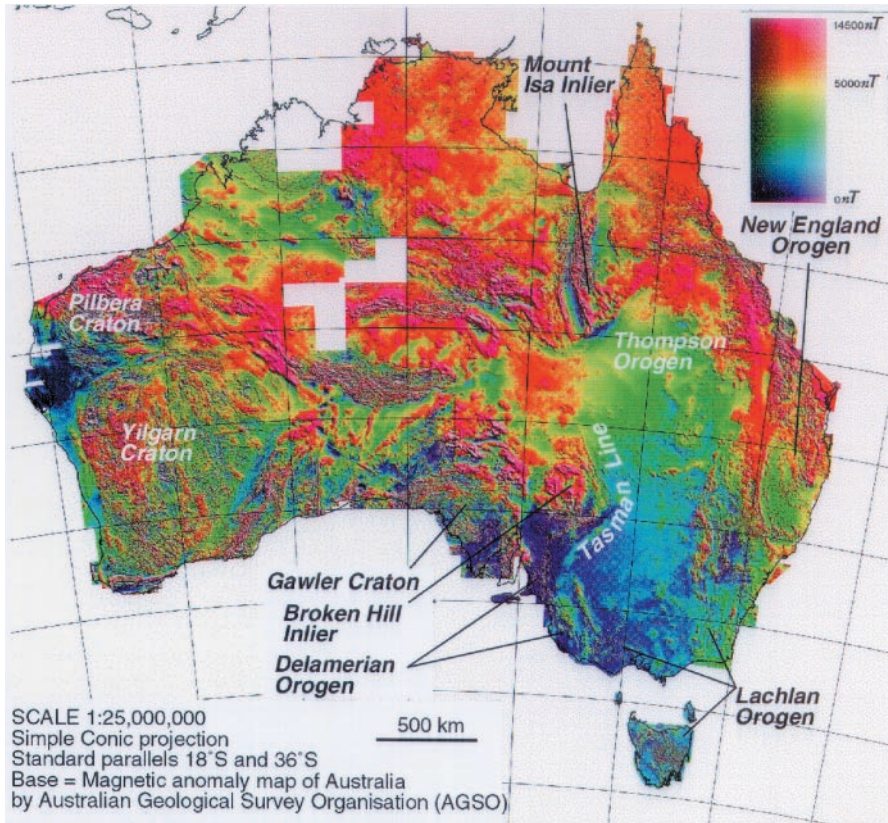 14500nT
Mount
Isa Inlier
5000nT
0nT
New England
Orogen
Pilbera
Craton
Thompson
Orogen
Yilgarn
Craton
Tasman Line
Gawler Craton
Broken Hill
Inlier
Delamerian
Orogen
Lachlan
Orogen
SCALE 1:25,000,000
Simple Conic projection
Standard parallels 18°S and 36°S
Base = Magnetic anomaly map of Australia
by Australian Geological Survey Organisation (AGSO)
500 km